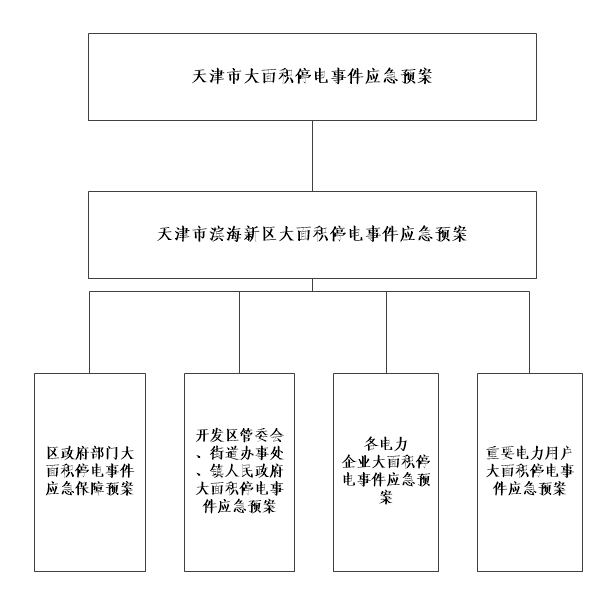 天津市大面积停电事件应急预案
天津市滨海新区大面积停电事件应急预案
区政府部门大
面积停电事件
应急保障预案
开发区管委会
、街道办事处
、镇人民政府
大面积停电事
件应急预案
各电力
企业大面积停
电事件应急预
案
重要电力用户
大面积停电事
件应急预案